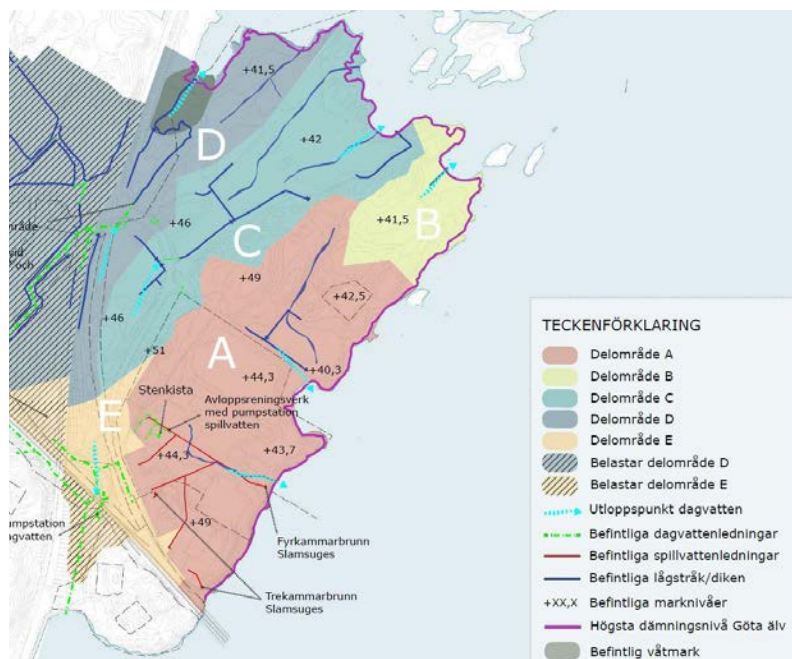 +41,5
D
+42
+46
område
+41,5
B
vid
och
C
+49
+42,5
+46
+51
A
+44,3
+40,3
Stenkista
Avloppsreningsverk
med pumpstation
spillvatten
E
+44,3
+43,7
+49
Fyrkammarbrunn
Slamsuges
Trekammarbrunn
Slamsuges
TECKENFÖRKLARING
Delområde A
Delområde B
Delområde C
Delområde D
Delområde E
Belastar delområde D
Belastar delområde E
Utloppspunkt dagvatten
Befintliga dagvattenledningar
Befintliga spillvattenledningar
Befintliga lågstråk/diken
+XX,X Befintliga marknivåer
Högsta dämningsnivå Göta älv
Befintlig våtmark